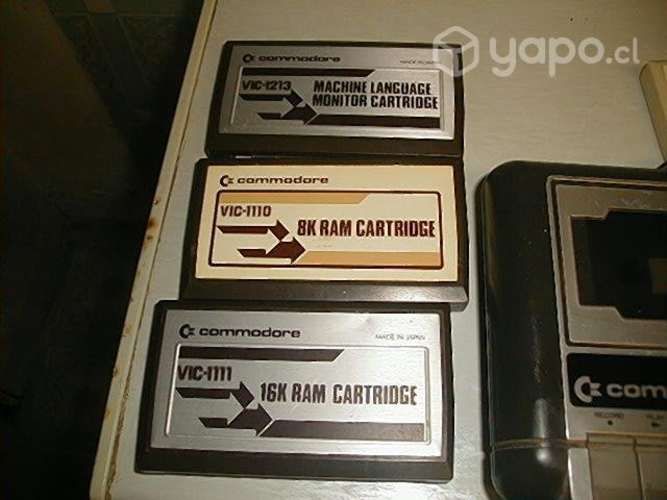 yapo.cl
commodore
MADE IN JAPAN
VIC-1213
MACHINE LANGUAGE
MONITOR CARTRIDGE
commodore
VIC-1110
8K RAM CARTRIDGE
commodore
MADE IN JAPAN
VIC-1111
16K RAM CARTRIDGE
com
RECORD